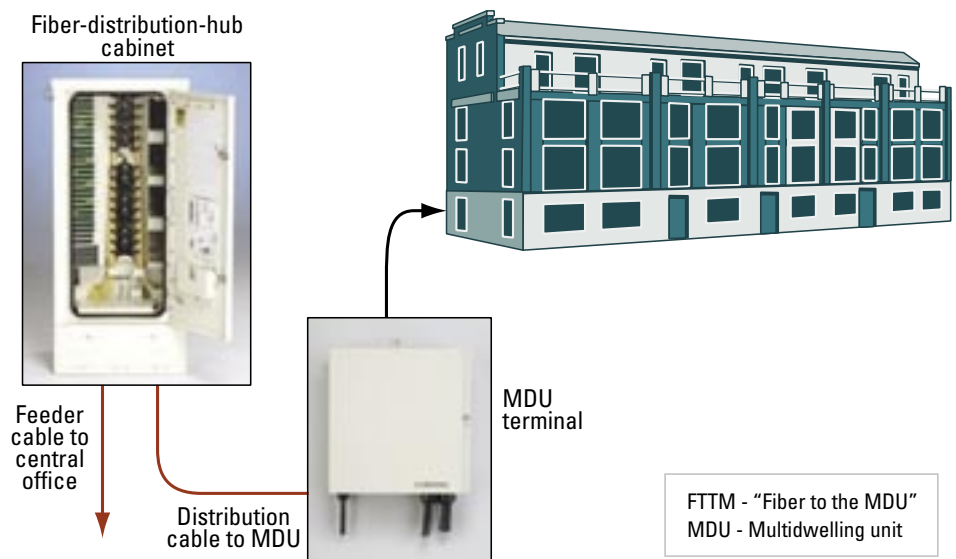 Fiber-distribution-hub
cabinet
Feeder
cable to
central
office
Distribution
cable to MDU
MDU
terminal
FTTM - “Fiber to the MDU”
MDU - Multidwelling unit